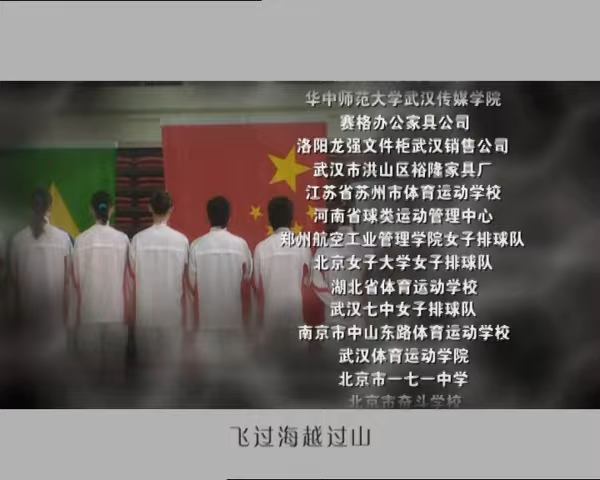 华中师范大学武汉传媒学院
赛格办公家具公司
洛阳龙强文件柜武汉销售公司
武汉市洪山区裕隆家具厂
江苏省苏州市体育运动学校
河南省球类运动管理中心
郑州航空工业管理学院女子排球队
北京女子大学女子排球队
湖北省体育运动学校
武汉七中女子排球队
南京市中山东路体育运动学校
武汉体育运动学院
北京市一七一中学
北京市奋斗学校
飞过海越过山